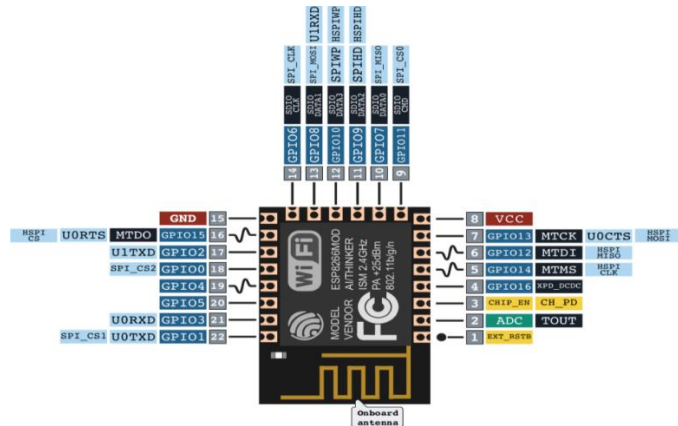 SPI_CLK
SDIO CLK
GPIO6
14
SPI_MOSI
U1RXD
SDIO DATA1
GPIO8
13
SPIWP
HSPIWP
SDIO DATA3
GPIO10
12
SPIHD
HSPIHD
SDIO DATA2
GPIO9
11
SPI_MISO
SDIO DATA0
GPIO7
10
SPI_CS0
SDIO CMD
GPIO11
9
GND 15
HSPI CS U0RTS MTDO GPIO15 16
U1TXD GPIO2 17
SPI_CS2 GPIO0 18
GPIO4 19
GPIO5 20
U0RXD GPIO3 21
SPI_CS1 U0TXD GPIO1 22
WiFi
MODEL ESP8266MOD
VENDOR AI/THINKER
ISM 2.4GHz
PA +25dBm
802.11b/g/n
FC
8 VCC
7 GPIO13 MTCK U0CTS HSPI MOSI
6 GPIO12 MTDI HSPI MISO
5 GPIO14 MTMS HSPI CLK
4 GPIO16 XPD_DCDC
3 CHIP_EN CH_PD
2 ADC TOUT
1 EXT_RSTB
Onboard
antenna